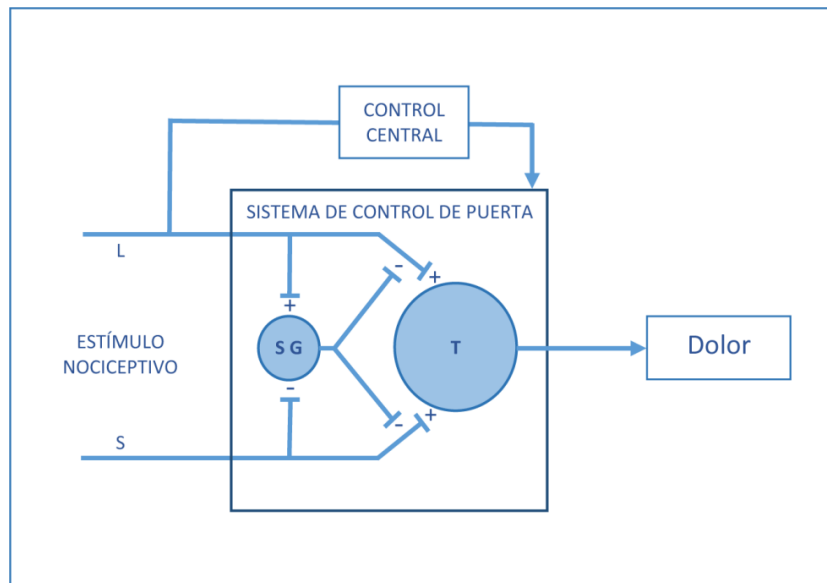 CONTROL
CENTRAL
SISTEMA DE CONTROL DE PUERTA
L
-
+
+
ESTÍMULO
NOCICEPTIVO
S G
T
Dolor
-
-
+
S